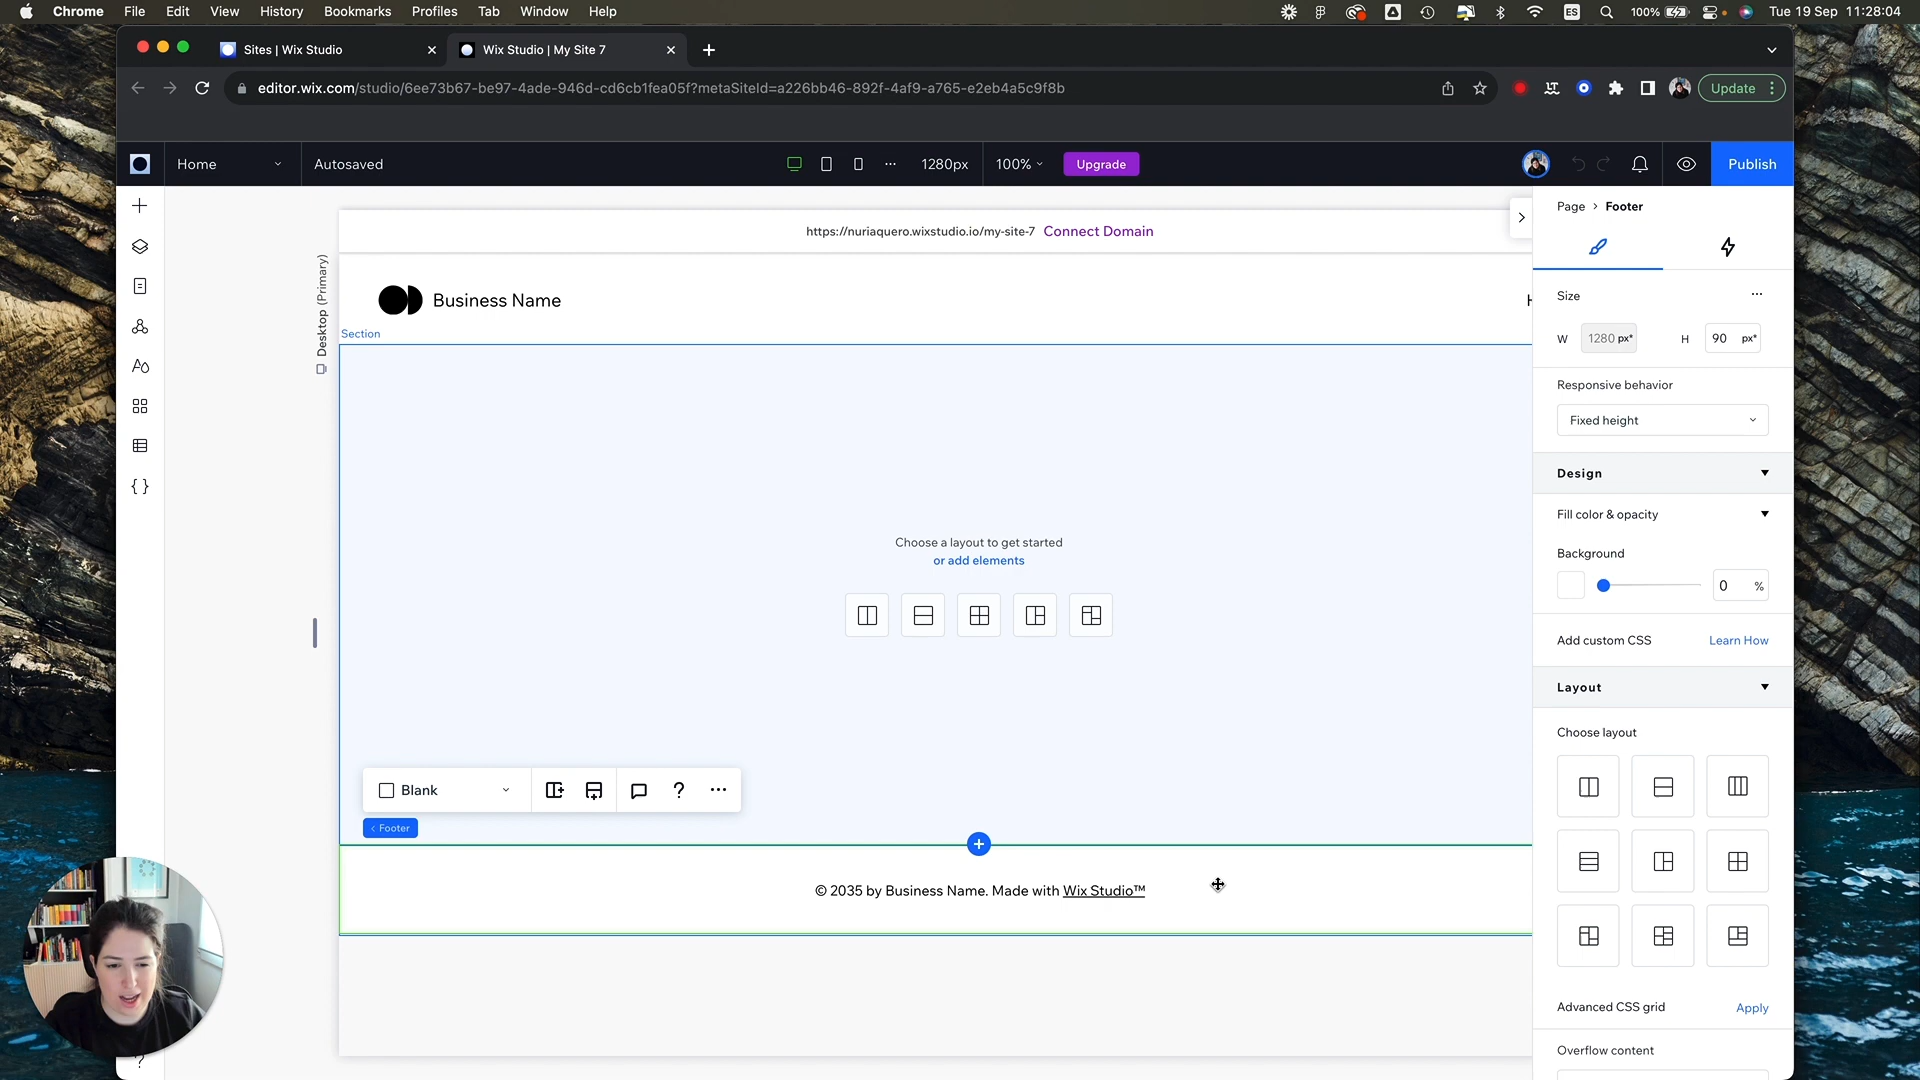 Chrome File Edit View History Bookmarks Profiles Tab Window Help
ES 100% Tue 19 Sep 11:28:04
Sites | Wix Studio
Wix Studio | My Site 7
editor.wix.com/studio/6ee73b67-be97-4ade-946d-cd6cb1fea05f?metaSiteId=a226bb46-892f-4af9-a765-e2eb4a5c9f8b
Update
Home
Autosaved
1280px
100%
Upgrade
Publish
Desktop (Primary)
https://nuriaquero.wixstudio.io/my-site-7 Connect Domain
Business Name
H
Section
Choose a layout to get started
or add elements
Blank
?
< Footer
© 2035 by Business Name. Made with Wix Studio™
Page > Footer
Size
W 1280 px* H 90 px*
Responsive behavior
Fixed height
Design
Fill color & opacity
Background
0 %
Add custom CSS Learn How
Layout
Choose layout
Advanced CSS grid Apply
Overflow content
?